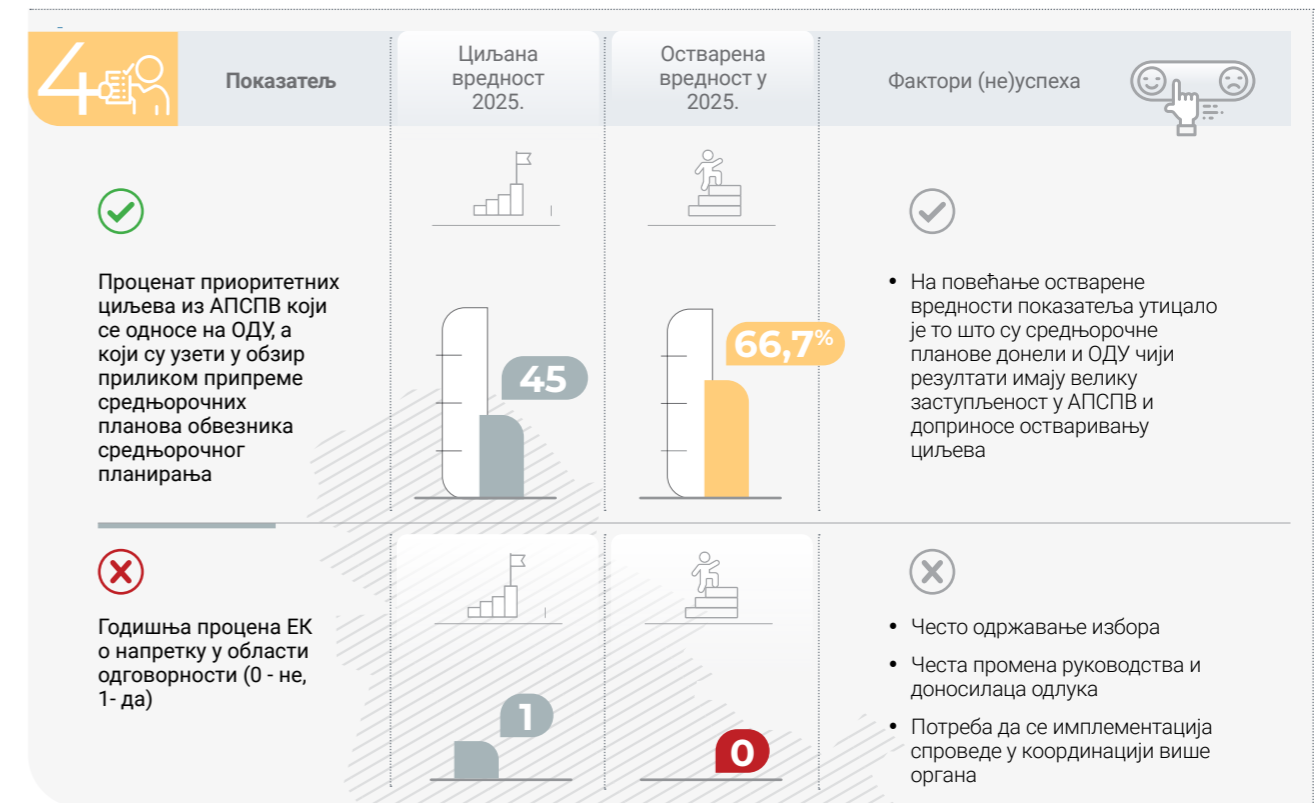 4
Показатељ
Циљана
вредност
2025.
Остварена
вредност у
2025.
Фактори (не)успеха
Проценат приоритетних
циљева из АПСПВ који
се односе на ОДУ, а
који су узети у обзир
приликом припреме
средњорочних
планова обвезника
средњорочног
планирања
45
66,7%
• На повећање остварене
вредности показатеља утицало
је то што су средњорочне
планове донели и ОДУ чији
резултати имају велику
заступљеност у АПСПВ и
доприносе остваривању
циљева
Годишња процена ЕК
о напретку у области
одговорности (0 - не,
1- да)
1
0
• Често одржавање избора
• Честа промена руководства и
доносилаца одлука
• Потреба да се имплементација
спроведе у координацији више
органа